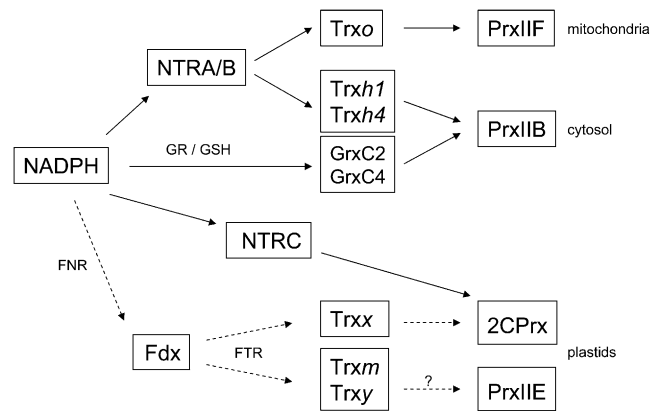 Trxo
PrxIIF
mitochondria
NTRA/B
Trxh1
Trxh4
PrxIIB
cytosol
GR / GSH
NADPH
GrxC2
GrxC4
NTRC
FNR
Trxx
2CPrx
Fdx
FTR
plastids
Trxm
Trxy
?
PrxIIE